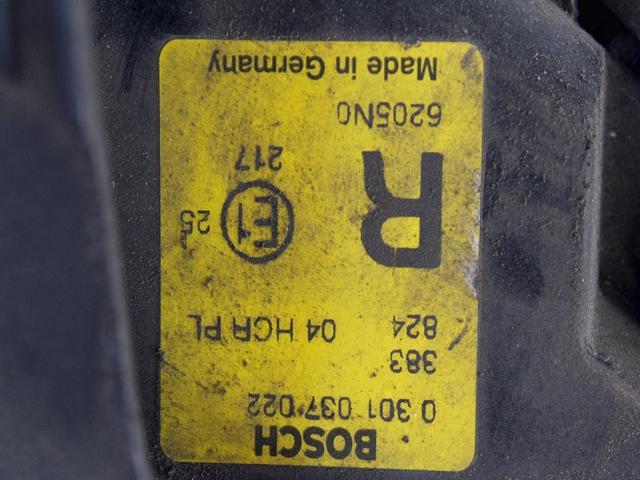 BOSCH
0 301 037 022
383
824 04 HCR PL
R E1 25
217
6205N0
Made in Germany